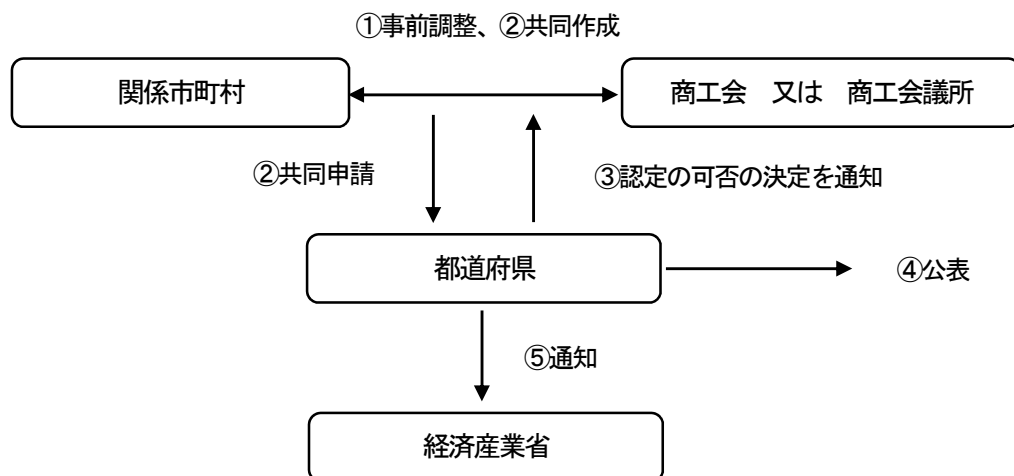 ①事前調整、②共同作成
関係市町村
商工会　又は　商工会議所
②共同申請
③認定の可否の決定を通知
都道府県
④公表
⑤通知
経済産業省